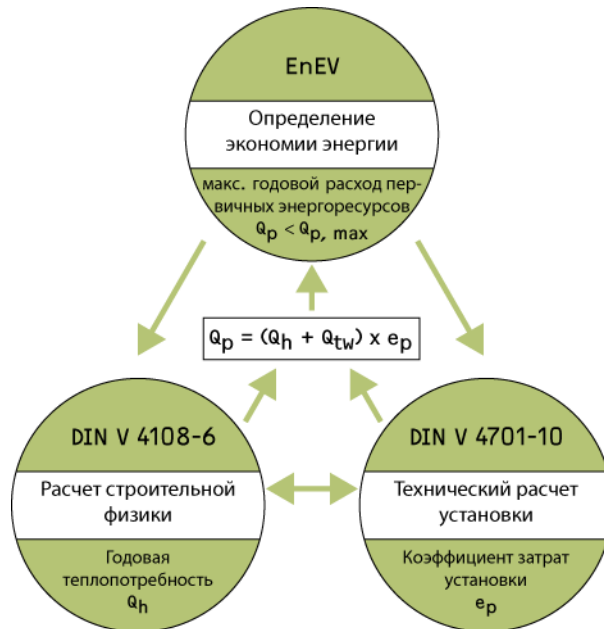 EnEV
Определение
экономии энергии
макс. годовой расход пер-
вичных энергоресурсов
Qp < Qp, max
Qp = (Qh + Qtw) x ep
DIN V 4108-6
Расчет строительной
физики
Годовая
теплопотребность
Qh
DIN V 4701-10
Технический расчет
установки
Коэффициент затрат
установки
ep